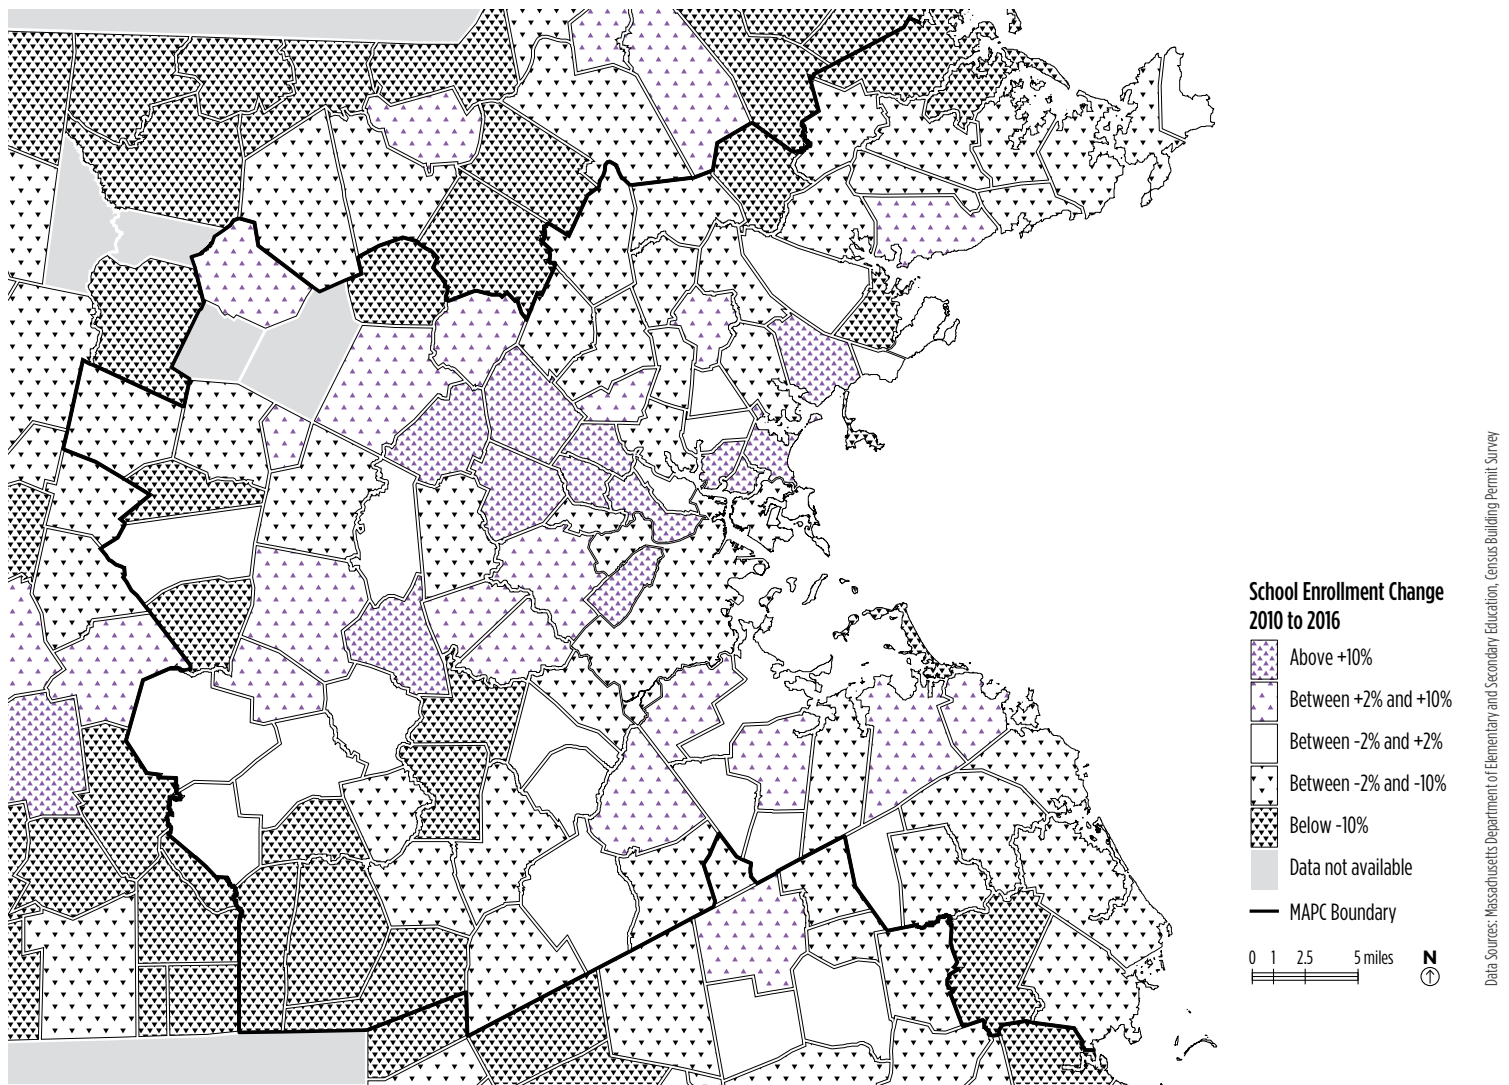 School Enrollment Change
2010 to 2016
Above +10%
Between +2% and +10%
Between -2% and +2%
Between -2% and -10%
Below -10%
Data not available
MAPC Boundary
0 1 2.5 5 miles
N
Data Sources: Massadhusetts Department of Elementary and Secondary Education, Census Building Permit Survey